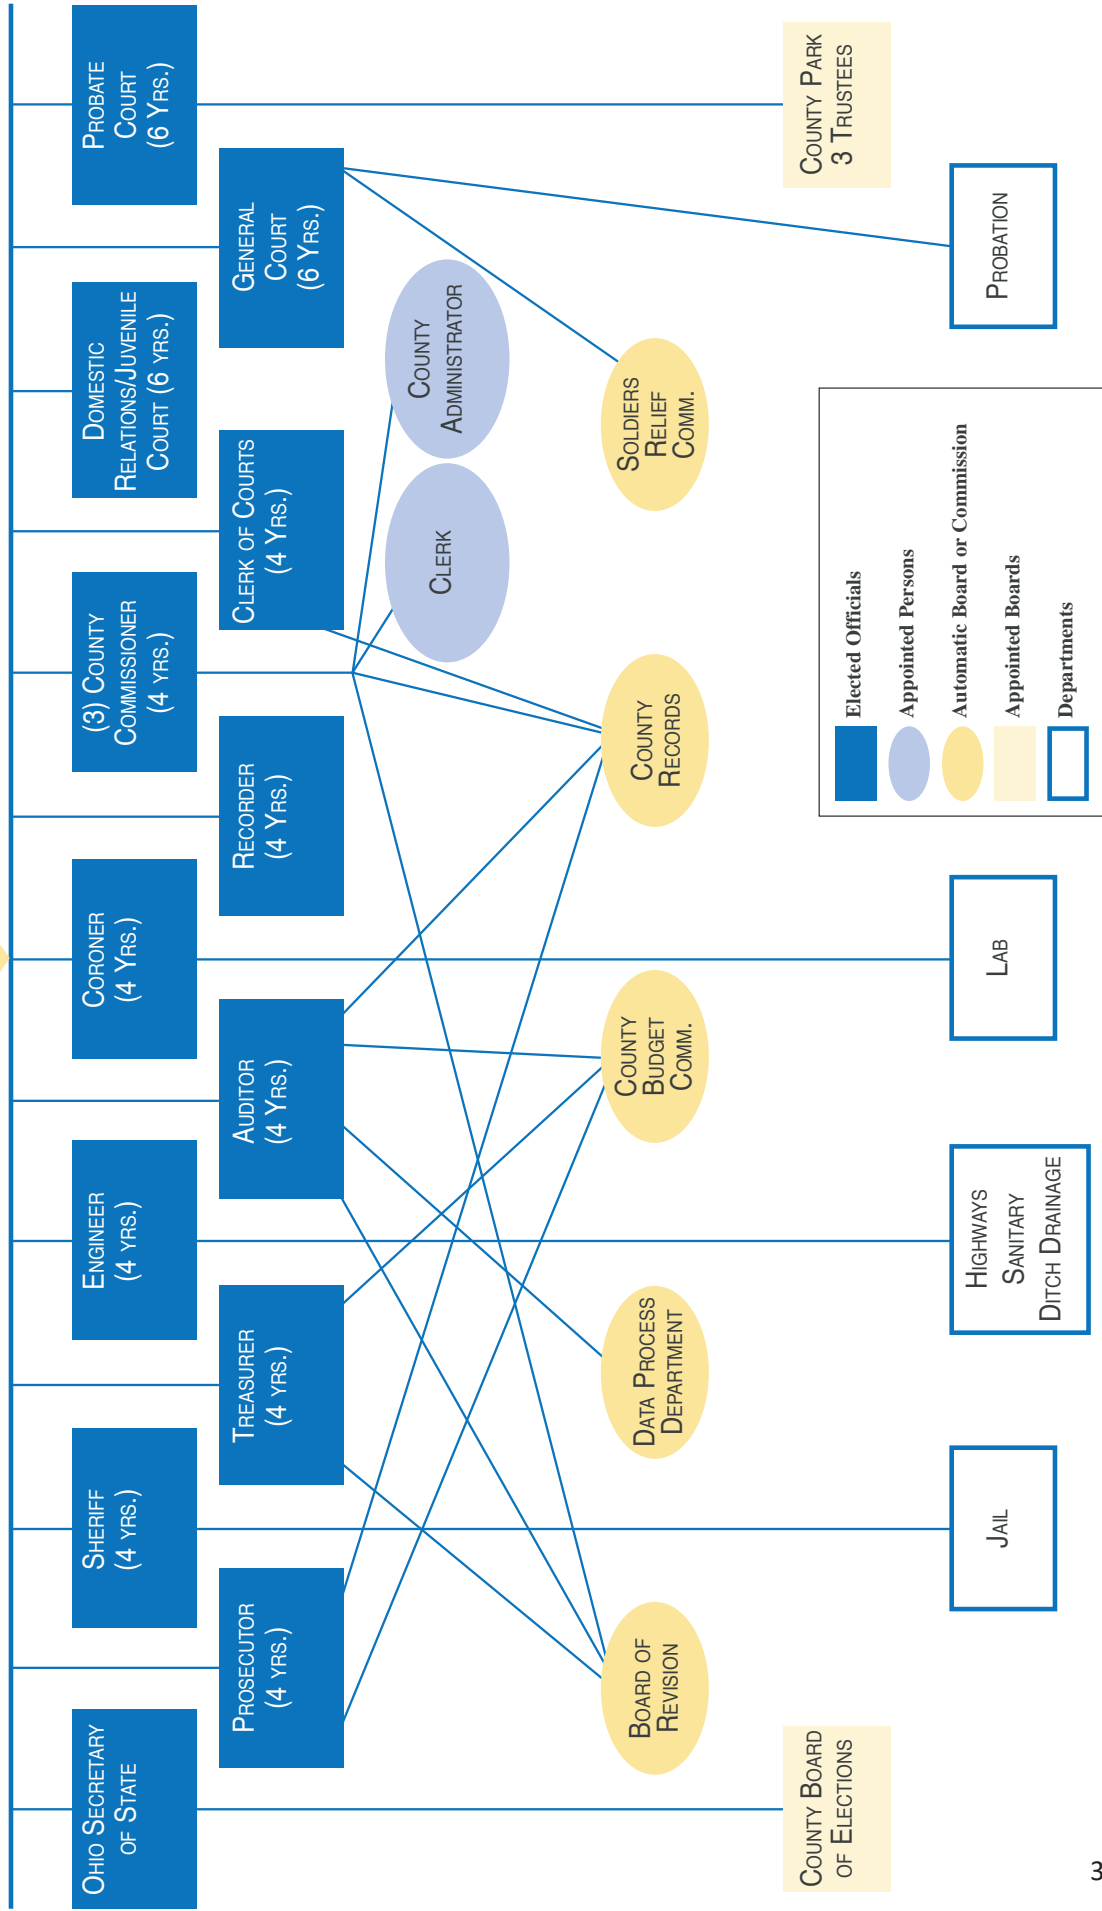 OHIO SECRETARY
OF STATE
SHERIFF
(4 YRS.)
ENGINEER
(4 YRS.)
CORONER
(4 YRS.)
(3) COUNTY
COMMISSIONER
(4 YRS.)
DOMESTIC
RELATIONS/JUVENILE
COURT (6 YRS.)
PROBATE
COURT
(6 YRS.)
PROSECUTOR
(4 YRS.)
TREASURER
(4 YRS.)
AUDITOR
(4 YRS.)
RECORDER
(4 YRS.)
CLERK OF COURTS
(4 YRS.)
GENERAL
COURT
(6 YRS.)
CLERK
COUNTY
ADMINISTRATOR
BOARD OF
REVISION
DATA PROCESS
DEPARTMENT
COUNTY
BUDGET
COMM.
COUNTY
RECORDS
SOLDIERS
RELIEF
COMM.
COUNTY BOARD
OF ELECTIONS
COUNTY PARK
3 TRUSTEES
JAIL
HIGHWAYS
SANITARY
DITCH DRAINAGE
LAB
PROBATION
Elected Officials
Appointed Persons
Automatic Board or Commission
Appointed Boards
Departments
3